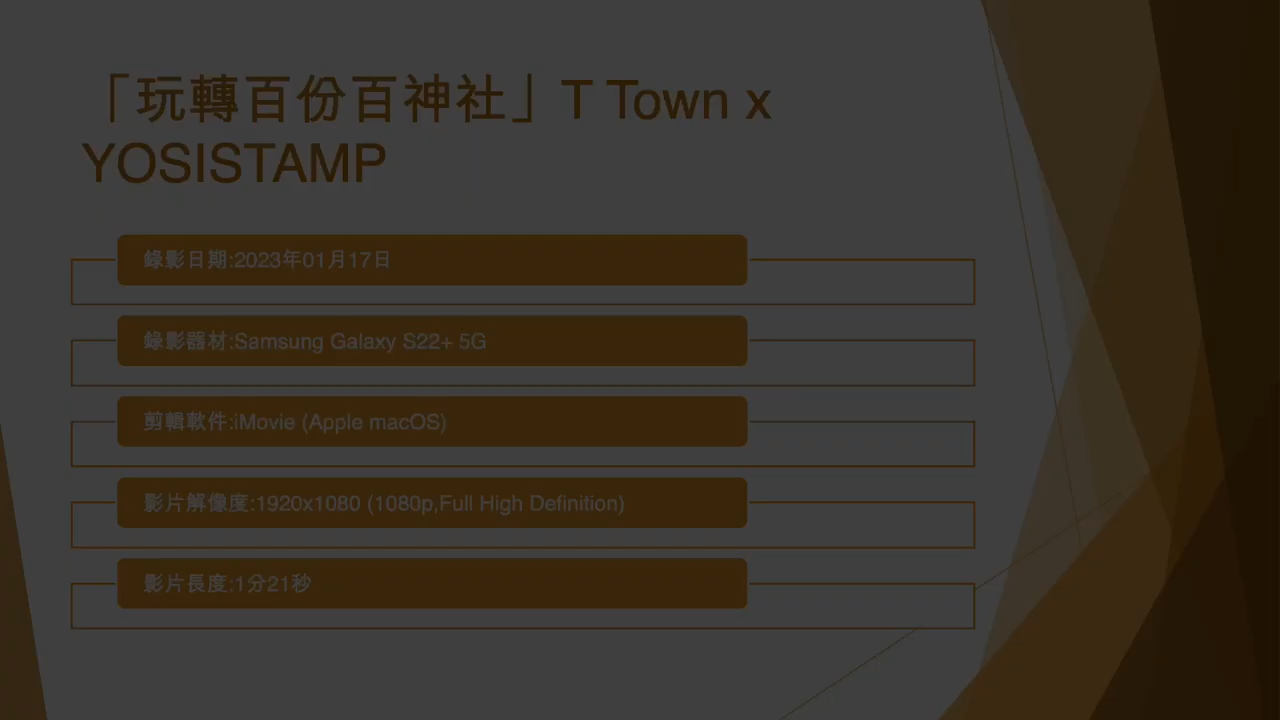 「玩轉百份百神社」T Town x
YOSISTAMP
錄影日期:2023年01月17日
錄影器材:Samsung Galaxy S22+ 5G
剪輯軟件:iMovie (Apple macOS)
影片解像度:1920x1080 (1080p,Full High Definition)
影片長度:1分21秒